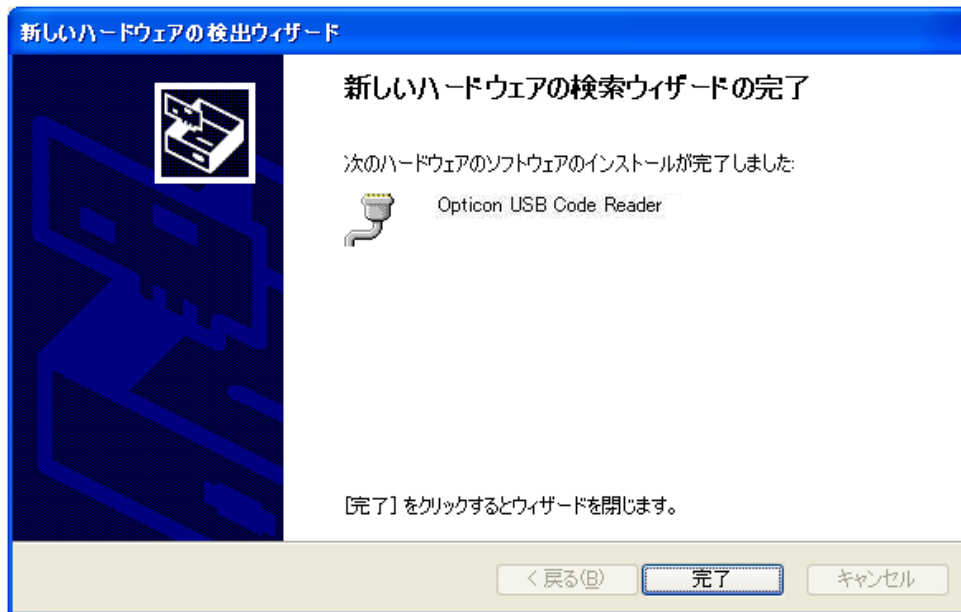 新しいハードウェアの検出ウィザード
新しいハードウェアの検索ウィザードの完了
次のハードウェアのソフトウェアのインストールが完了しました:
Opticon USB Code Reader
[完了] をクリックするとウィザードを閉じます。
< 戻る(B)
完了
キャンセル